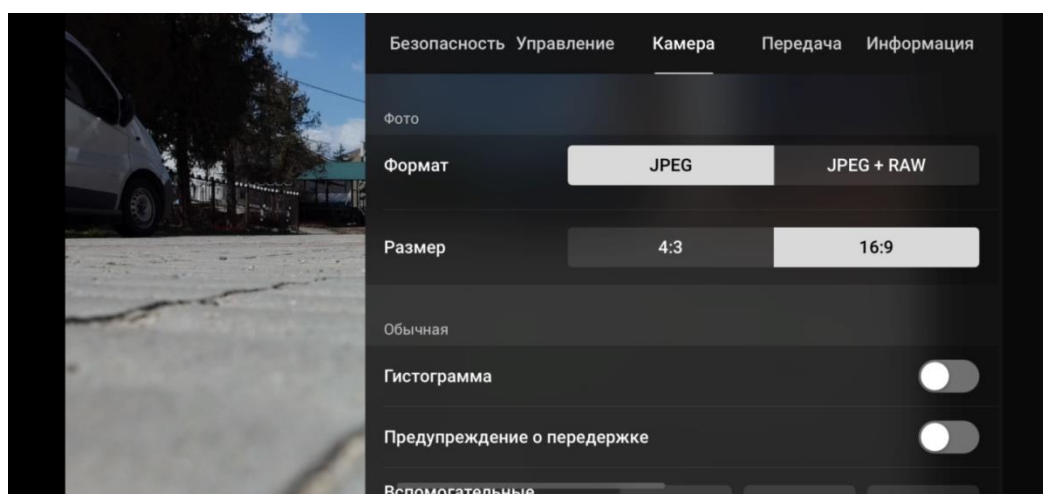 Безопасность Управление Камера Передача Информация
Фото
Формат JPEG JPEG + RAW
Размер 4:3 16:9
Обычная
Гистограмма
Предупреждение о передержке
Вспомогательные